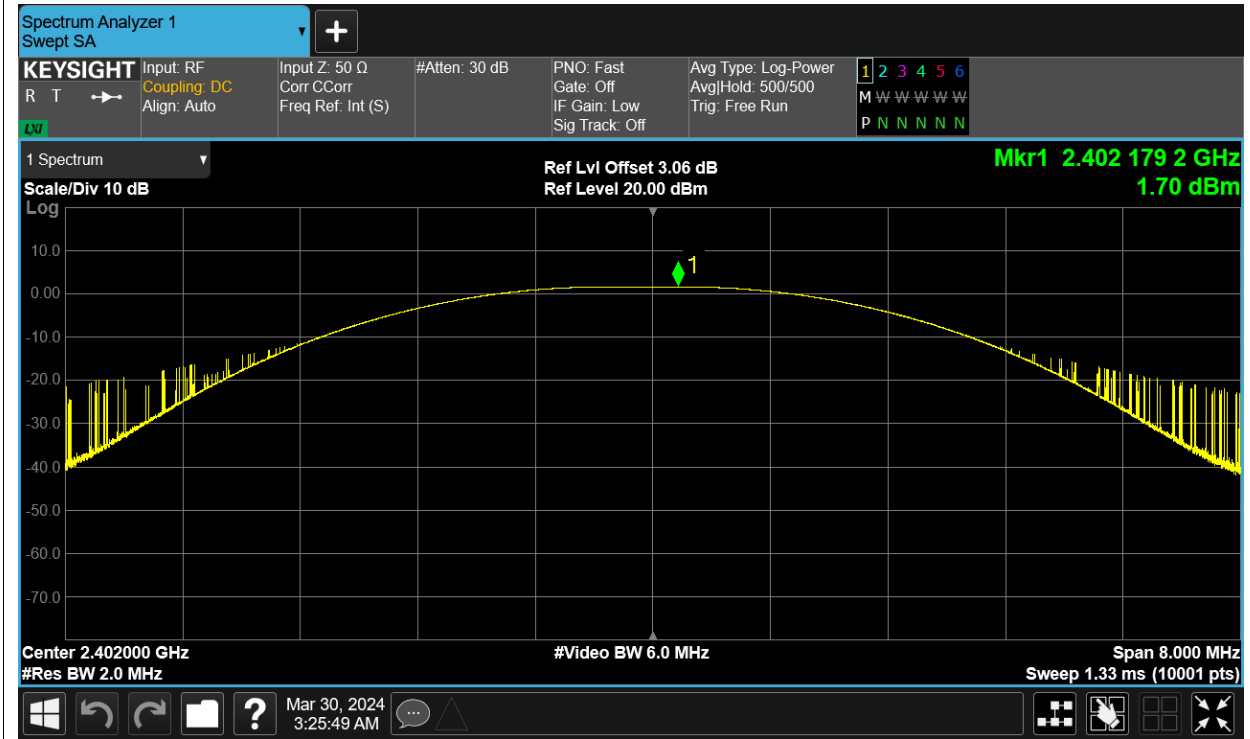 Spectrum Analyzer 1
Swept SA
+
KEYSIGHT
R T
LXI
Input: RF
Coupling: DC
Align: Auto
Input Z: 50 Ω
Corr CCorr
Freq Ref: Int (S)
#Atten: 30 dB
PNO: Fast
Gate: Off
IF Gain: Low
Sig Track: Off
Avg Type: Log-Power
Avg|Hold: 500/500
Trig: Free Run
1 2 3 4 5 6
M W W W W W W
P N N N N N N
1 Spectrum
Scale/Div 10 dB
Log
Ref Lvl Offset 3.06 dB
Ref Level 20.00 dBm
Mkr1 2.402 179 2 GHz
1.70 dBm
1
10.0
0.00
-10.0
-20.0
-30.0
-40.0
-50.0
-60.0
-70.0
Center 2.402000 GHz
#Res BW 2.0 MHz
#Video BW 6.0 MHz
Span 8.000 MHz
Sweep 1.33 ms (10001 pts)
?
Mar 30, 2024
3:25:49 AM